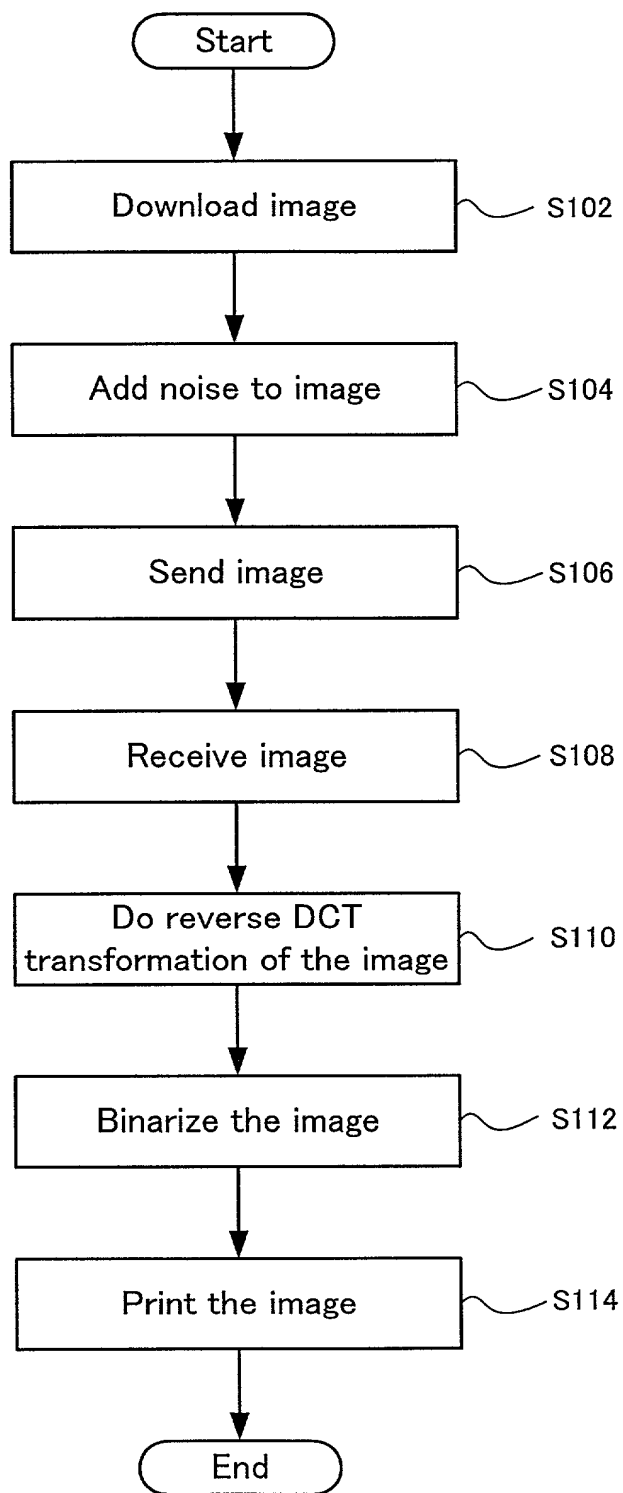 Start
Download image
S102
Add noise to image
S104
Send image
S106
Receive image
S108
Do reverse DCT
transformation of the image
S110
Binarize the image
S112
Print the image
S114
End